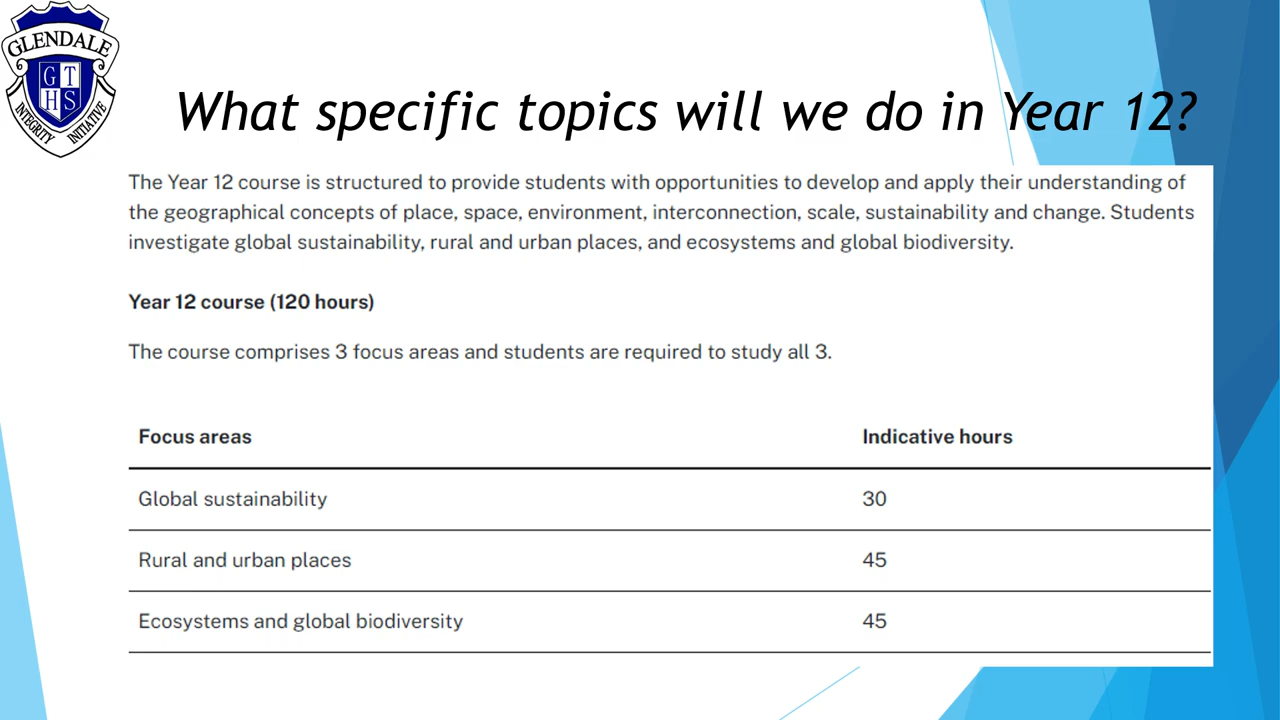 GLENDALE
G T
H S
INTEGRITY INITIATIVE
What specific topics will we do in Year 12?
The Year 12 course is structured to provide students with opportunities to develop and apply their understanding of
the geographical concepts of place, space, environment, interconnection, scale, sustainability and change. Students
investigate global sustainability, rural and urban places, and ecosystems and global biodiversity.
Year 12 course (120 hours)
The course comprises 3 focus areas and students are required to study all 3.
Focus areas Indicative hours
Global sustainability 30
Rural and urban places 45
Ecosystems and global biodiversity 45